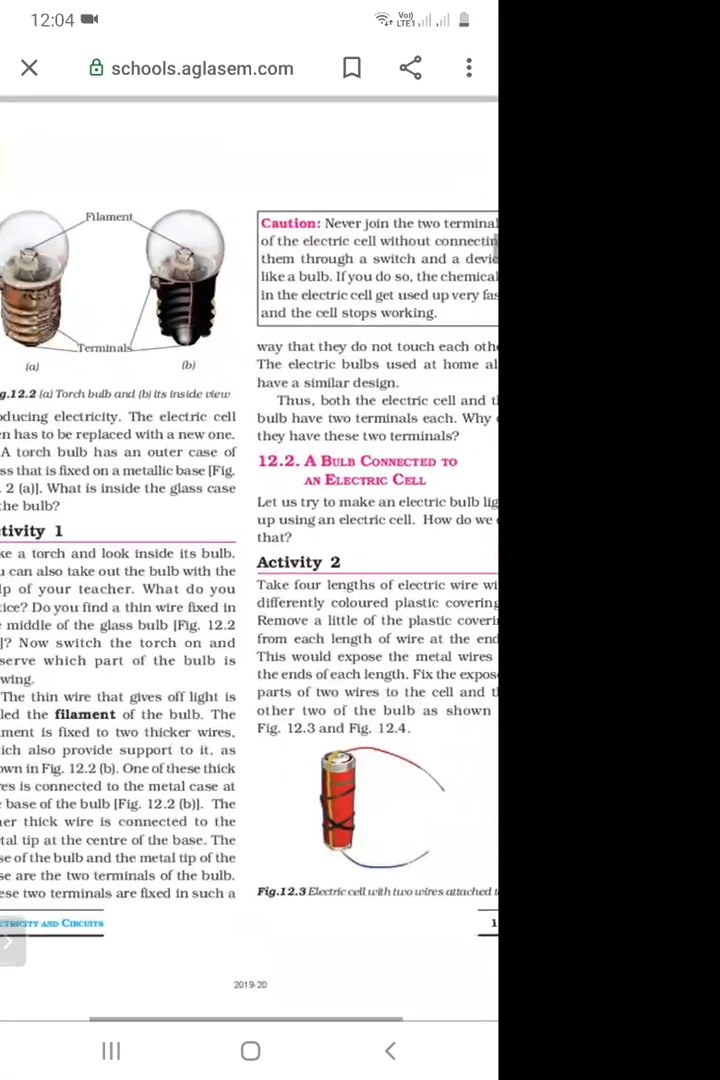 12:04
Vo)
LTE1
schools.aglasem.com
Filament
Terminals
(a)
(b)
g.12.2 (a) Torch bulb and (b) its inside view
oducing electricity. The electric cell
en has to be replaced with a new one.
A torch bulb has an outer case of
ss that is fixed on a metallic base [Fig.
. 2 (a)]. What is inside the glass case
the bulb?
tivity 1
ke a torch and look inside its bulb.
u can also take out the bulb with the
lp of your teacher. What do you
tice? Do you find a thin wire fixed in
e middle of the glass bulb [Fig. 12.2
]? Now switch the torch on and
serve which part of the bulb is
wing.
The thin wire that gives off light is
led the filament of the bulb. The
ment is fixed to two thicker wires,
ich also provide support to it, as
own in Fig. 12.2 (b). One of these thick
res is connected to the metal case at
e base of the bulb [Fig. 12.2 (b)]. The
her thick wire is connected to the
tal tip at the centre of the base. The
se of the bulb and the metal tip of the
se are the two terminals of the bulb.
ese two terminals are fixed in such a
CTRICITY AND CIRCUITS
Caution: Never join the two terminal
of the electric cell without connectin
them through a switch and a devic
like a bulb. If you do so, the chemical
in the electric cell get used up very fas
and the cell stops working.
way that they do not touch each othe
The electric bulbs used at home al
have a similar design.
Thus, both the electric cell and t
bulb have two terminals each. Why
they have these two terminals?
12.2. A BULB CONNECTED TO
AN ELECTRIC CELL
Let us try to make an electric bulb lig
up using an electric cell. How do we
that?
Activity 2
Take four lengths of electric wire wi
differently coloured plastic covering
Remove a little of the plastic coveri
from each length of wire at the end
This would expose the metal wires
the ends of each length. Fix the expos
parts of two wires to the cell and t
other two of the bulb as shown
Fig. 12.3 and Fig. 12.4.
Fig.12.3 Electric cell with two wires attached t
1
2019-20